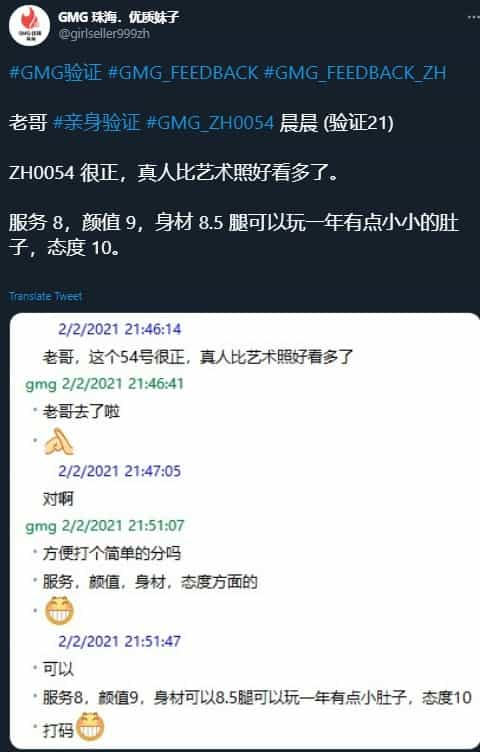 GMG 珠海．优质妹子
@girlseller999zh
#GMG验证 #GMG_FEEDBACK #GMG_FEEDBACK_ZH
老哥 #亲身验证 #GMG_ZH0054 晨晨 (验证21)
ZH0054 很正，真人比艺术照好看多了。
服务 8，颜值 9，身材 8.5 腿可以玩一年有点小小的肚
子，态度 10。
Translate Tweet
2/2/2021 21:46:14
老哥，这个54号很正，真人比艺术照好看多了
gmg 2/2/2021 21:46:41
老哥去了啦
2/2/2021 21:47:05
对啊
gmg 2/2/2021 21:51:07
方便打个简单的分吗
服务，颜值，身材，态度方面的
2/2/2021 21:51:47
可以
服务8，颜值9，身材可以8.5腿可以玩一年有点小肚子，态度10
打码